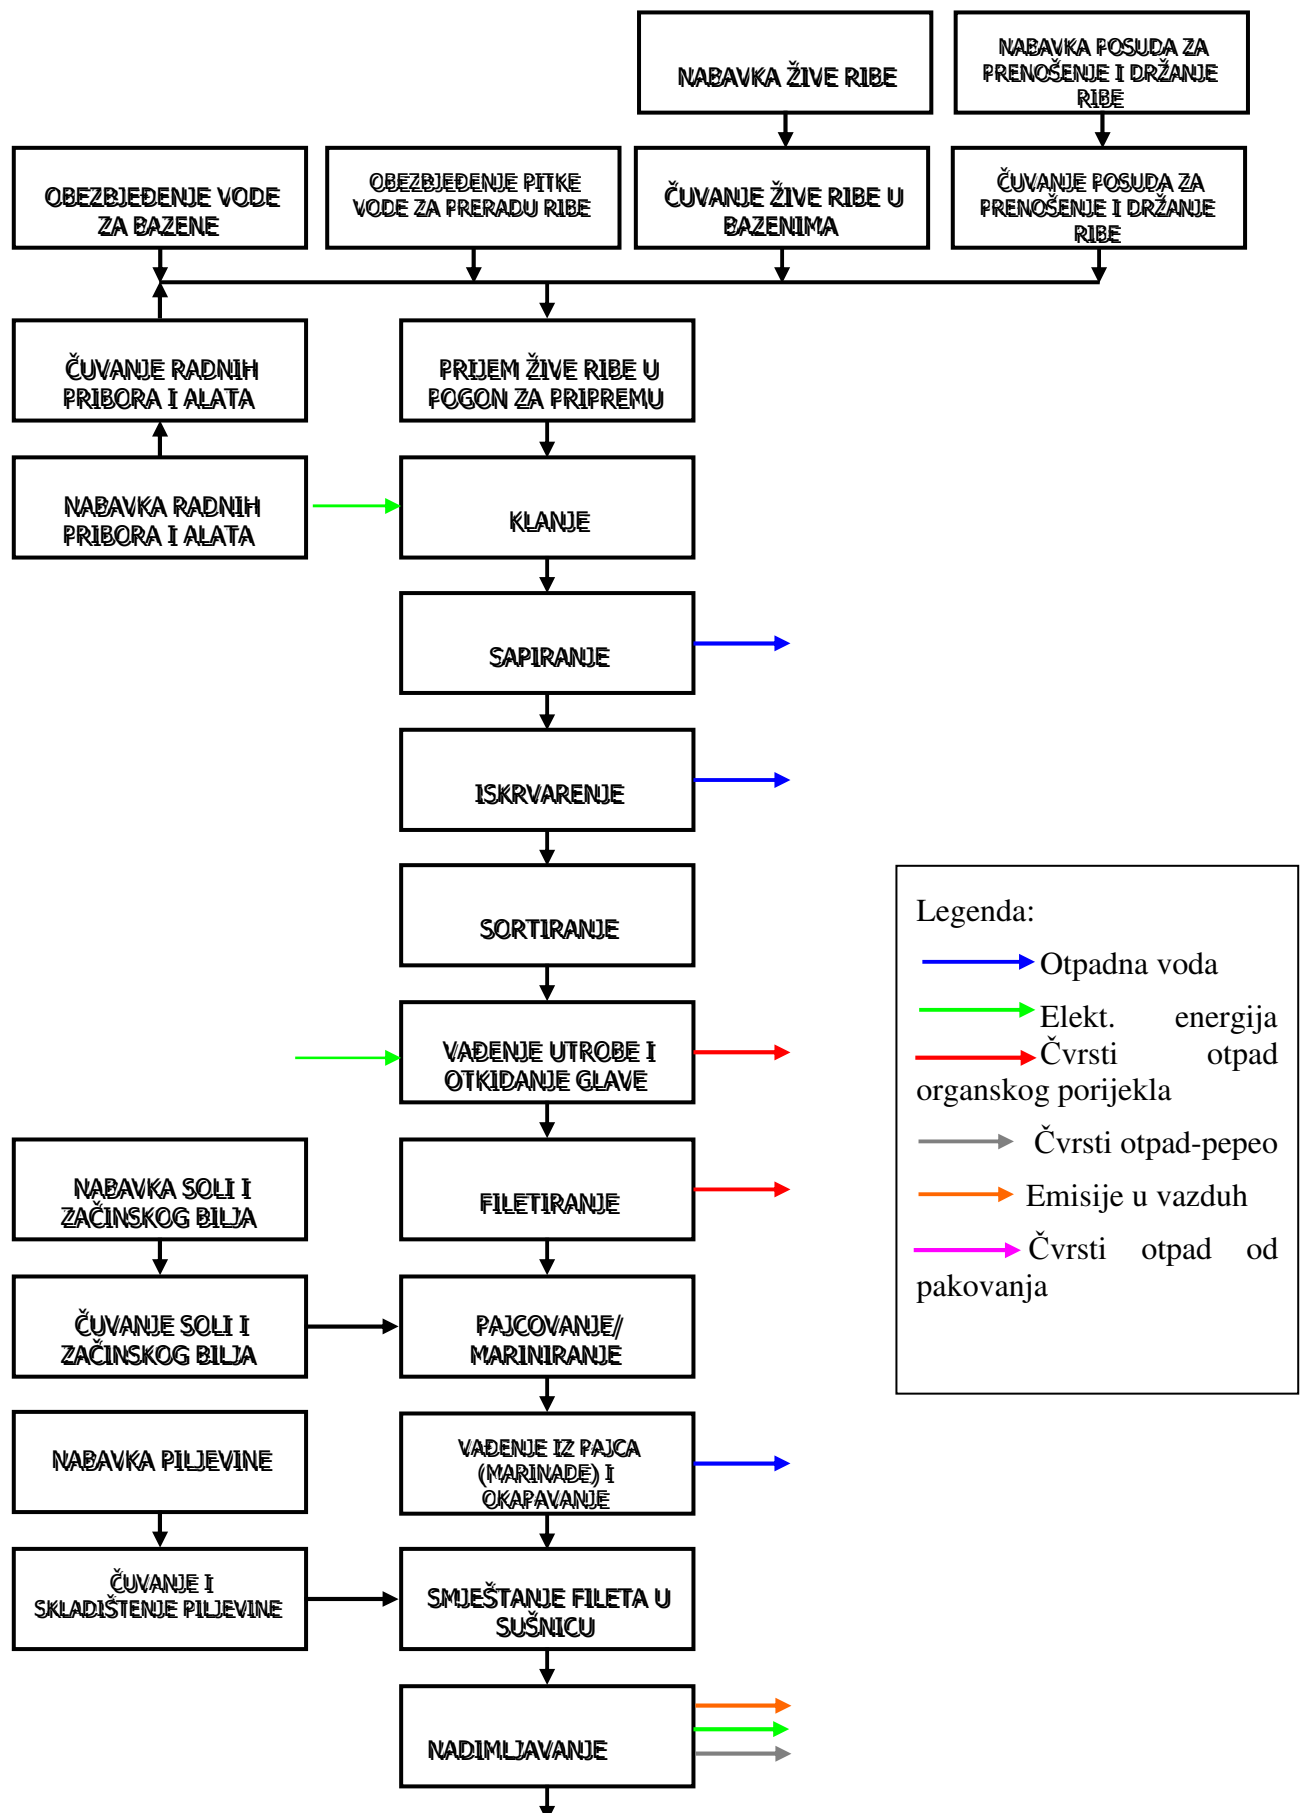 NABAVKA ŽIVE RIBE
NABAVKA POSUDA ZA
PRENOŠENJE I DRŽANJE
RIBE
OBEZBJEĐENJE VODE
ZA BAZENE
OBEZBJEĐENJE PITKE
VODE ZA PRERADU RIBE
ČUVANJE ŽIVE RIBE U
BAZENIMA
ČUVANJE POSUDA ZA
PRENOŠENJE I DRŽANJE
RIBE
ČUVANJE RADNIH
PRIBORA I ALATA
PRIJEM ŽIVE RIBE U
POGON ZA PRIPREMU
NABAVKA RADNIH
PRIBORA I ALATA
KLANJE
SAPIRANJE
ISKRVARENJE
SORTIRANJE
VAĐENJE UTROBE I
OTKIDANJE GLAVE
NABAVKA SOLI I
ZAČINSKOG BILJA
FILETIRANJE
ČUVANJE SOLI I
ZAČINSKOG BILJA
PAJCOVANJE/
MARINIRANJE
NABAVKA PILJEVINE
VAĐENJE IZ PAJCA
(MARINADE) I
OKAPAVANJE
ČUVANJE I
SKLADIŠTENJE PILJEVINE
SMJEŠTANJE FILETA U
SUŠNICU
NADIMLJAVANJE
Legenda:
Otpadna voda
Elekt. energija
Čvrsti otpad
organskog porijekla
Čvrsti otpad-pepeo
Emisije u vazduh
Čvrsti otpad od
pakovanja